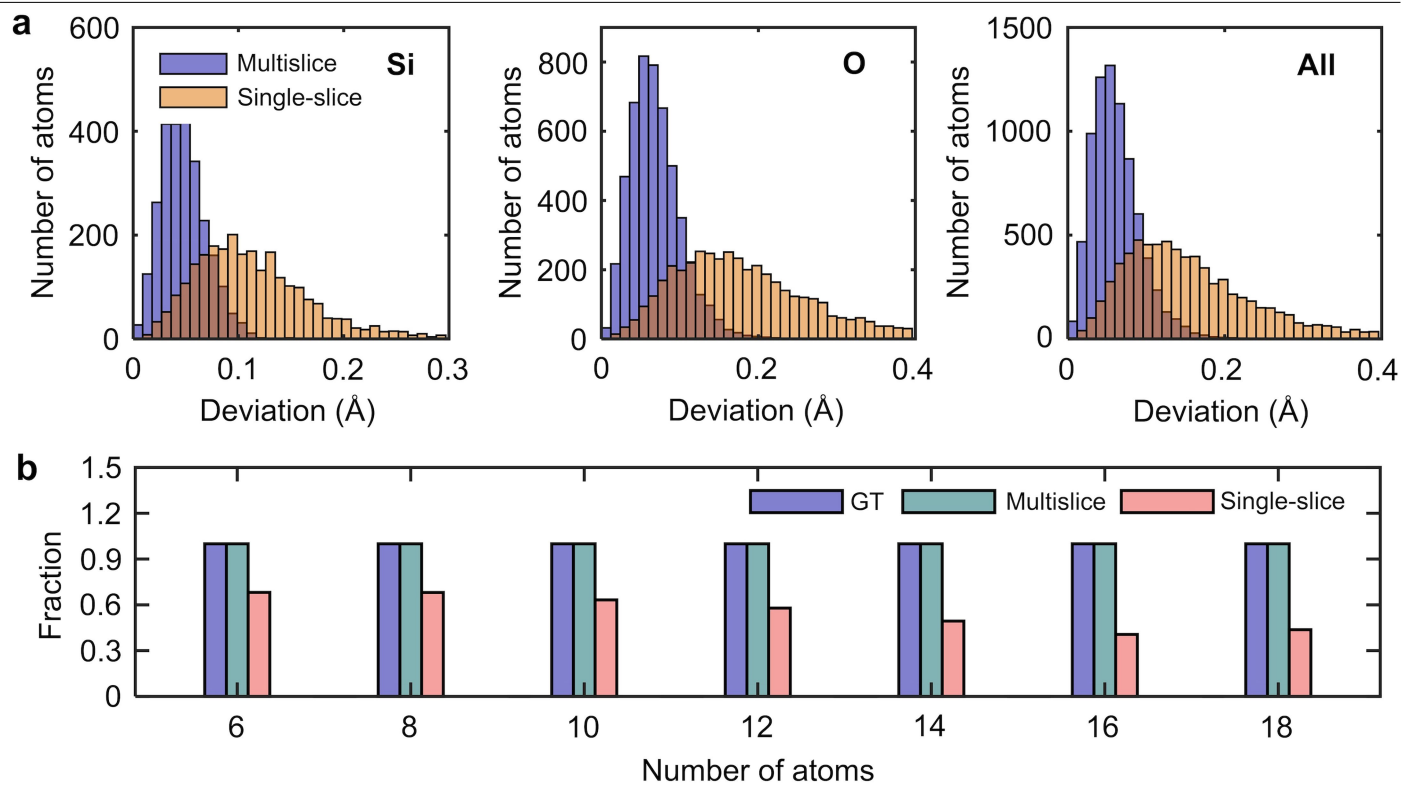 a
600
400
200
0
0 0.1 0.2 0.3
Number of atoms
Deviation (Å)
Multislice
Single-slice
Si
800
600
400
200
0
0 0.2 0.4
Number of atoms
Deviation (Å)
O
1500
1000
500
0
0 0.2 0.4
Number of atoms
Deviation (Å)
All
b
1.5
1.2
0.9
0.6
0.3
0
Fraction
GT Multislice Single-slice
6 8 10 12 14 16 18
Number of atoms